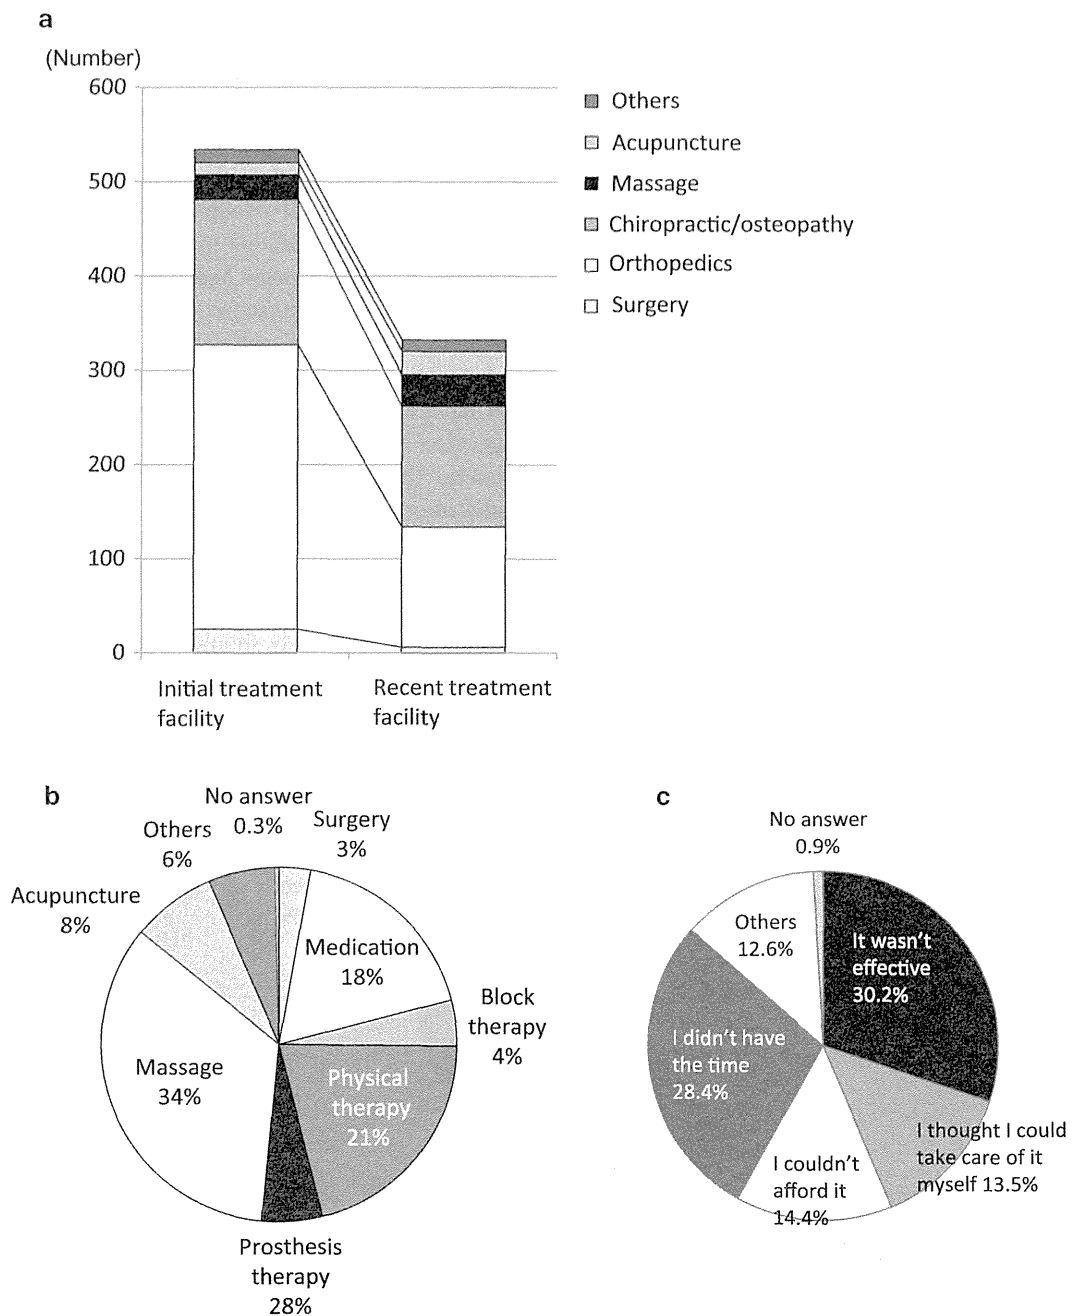 a
(Number)
600
500
400
300
200
100
0
Initial treatment
facility
Recent treatment
facility
Others
Acupuncture
Massage
Chiropractic/osteopathy
Orthopedics
Surgery
b
No answer
0.3%
Surgery
3%
Others
6%
Acupuncture
8%
Medication
18%
Block
therapy
4%
Physical
therapy
21%
Massage
34%
Prosthesis
therapy
28%
c
No answer
0.9%
Others
12.6%
It wasn't
effective
30.2%
I didn't have
the time
28.4%
I thought I could
take care of it
myself 13.5%
I couldn't
afford it
14.4%